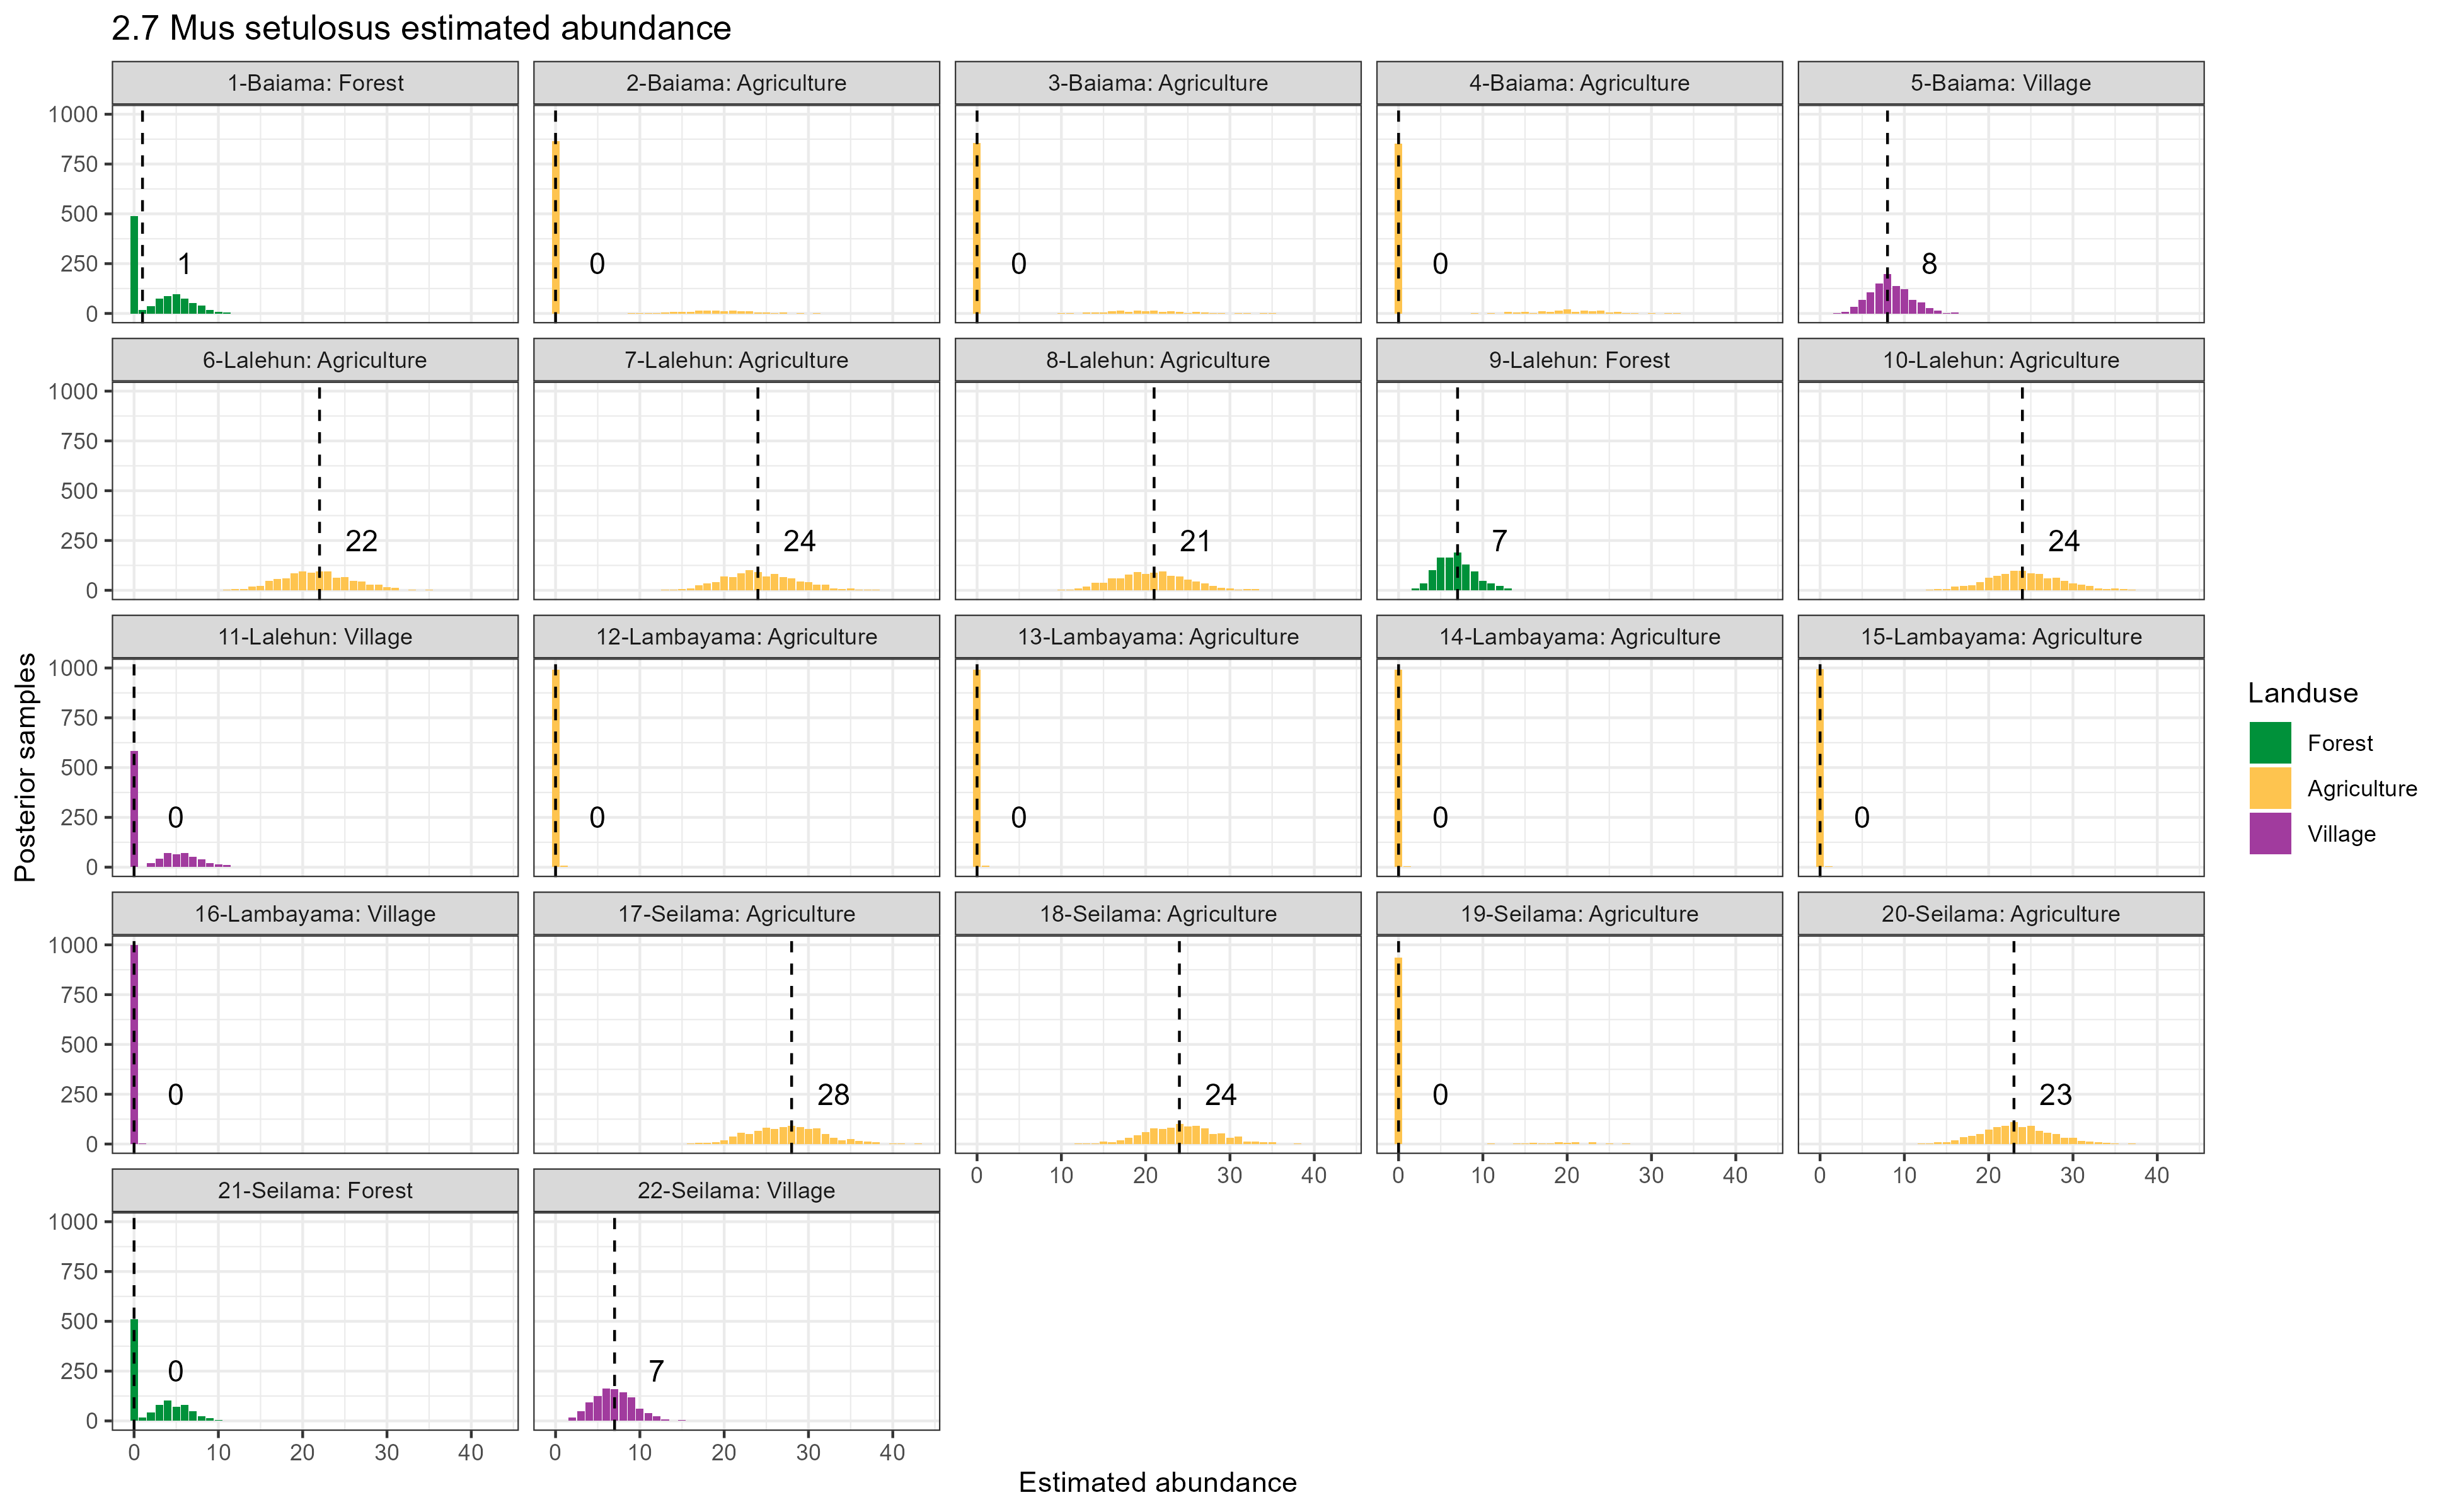 2.7 Mus setulosus estimated abundance
1-Baiama: Forest
2-Baiama: Agriculture
3-Baiama: Agriculture
4-Baiama: Agriculture
5-Baiama: Village
1000
750
500
250
0
1
0
0
0
8
6-Lalehun: Agriculture
7-Lalehun: Agriculture
8-Lalehun: Agriculture
9-Lalehun: Forest
10-Lalehun: Agriculture
1000
750
500
250
0
22
24
21
7
24
11-Lalehun: Village
12-Lambayama: Agriculture
13-Lambayama: Agriculture
14-Lambayama: Agriculture
15-Lambayama: Agriculture
1000
750
500
250
0
0
0
0
0
0
16-Lambayama: Village
17-Seilama: Agriculture
18-Seilama: Agriculture
19-Seilama: Agriculture
20-Seilama: Agriculture
1000
750
500
250
0
0
28
24
0
23
0 10 20 30 40
0 10 20 30 40
0 10 20 30 40
21-Seilama: Forest
22-Seilama: Village
1000
750
500
250
0
0
7
0 10 20 30 40
0 10 20 30 40
Posterior samples
Estimated abundance
Landuse
Forest
Agriculture
Village